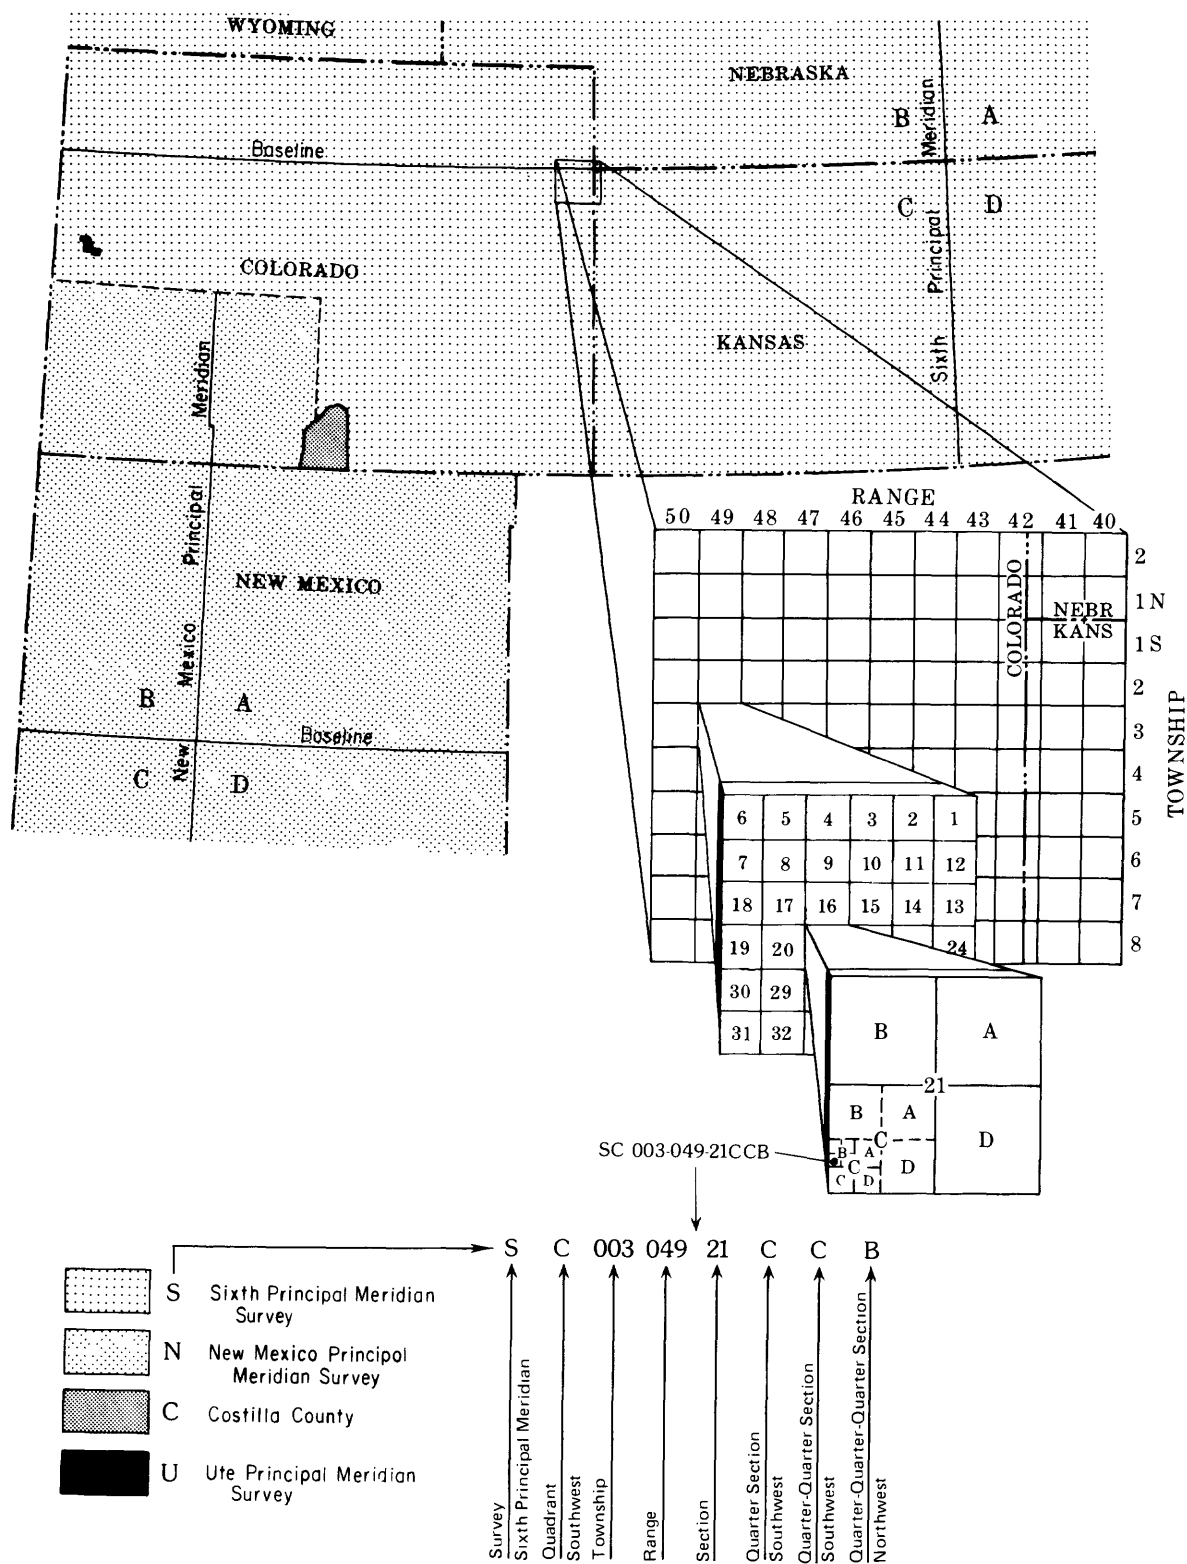 WYOMING
NEBRASKA
B A
Meridian
Baseline
C D
Principal
COLORADO
KANSAS
Sixth
Meridian
Principal
NEW MEXICO
Mexico
B A
Baseline
New
C D
RANGE
50 49 48 47 46 45 44 43 42 41 40
2
COLORADO
1 N
NEBR
KANS
1 S
2
3
4
TOWNSHIP
5
6
7
8
6 5 4 3 2 1
7 8 9 10 11 12
18 17 16 15 14 13
19 20 24
30 29
31 32
B A
21
B A
C
D
B A
C
D
C D
SC 003-049-21CCB
S C 003 049 21 C C B
S Sixth Principal Meridian
Survey
N New Mexico Principol
Meridian Survey
C Costilla County
U Ute Principal Meridian
Survey
Survey
Sixth Principal Meridian
Quadrant
Southwest
Township
Range
Section
Quarter Section
Southwest
Quarter-Quarter Section
Southwest
Quarter-Quarter-Quarter Section
Northwest